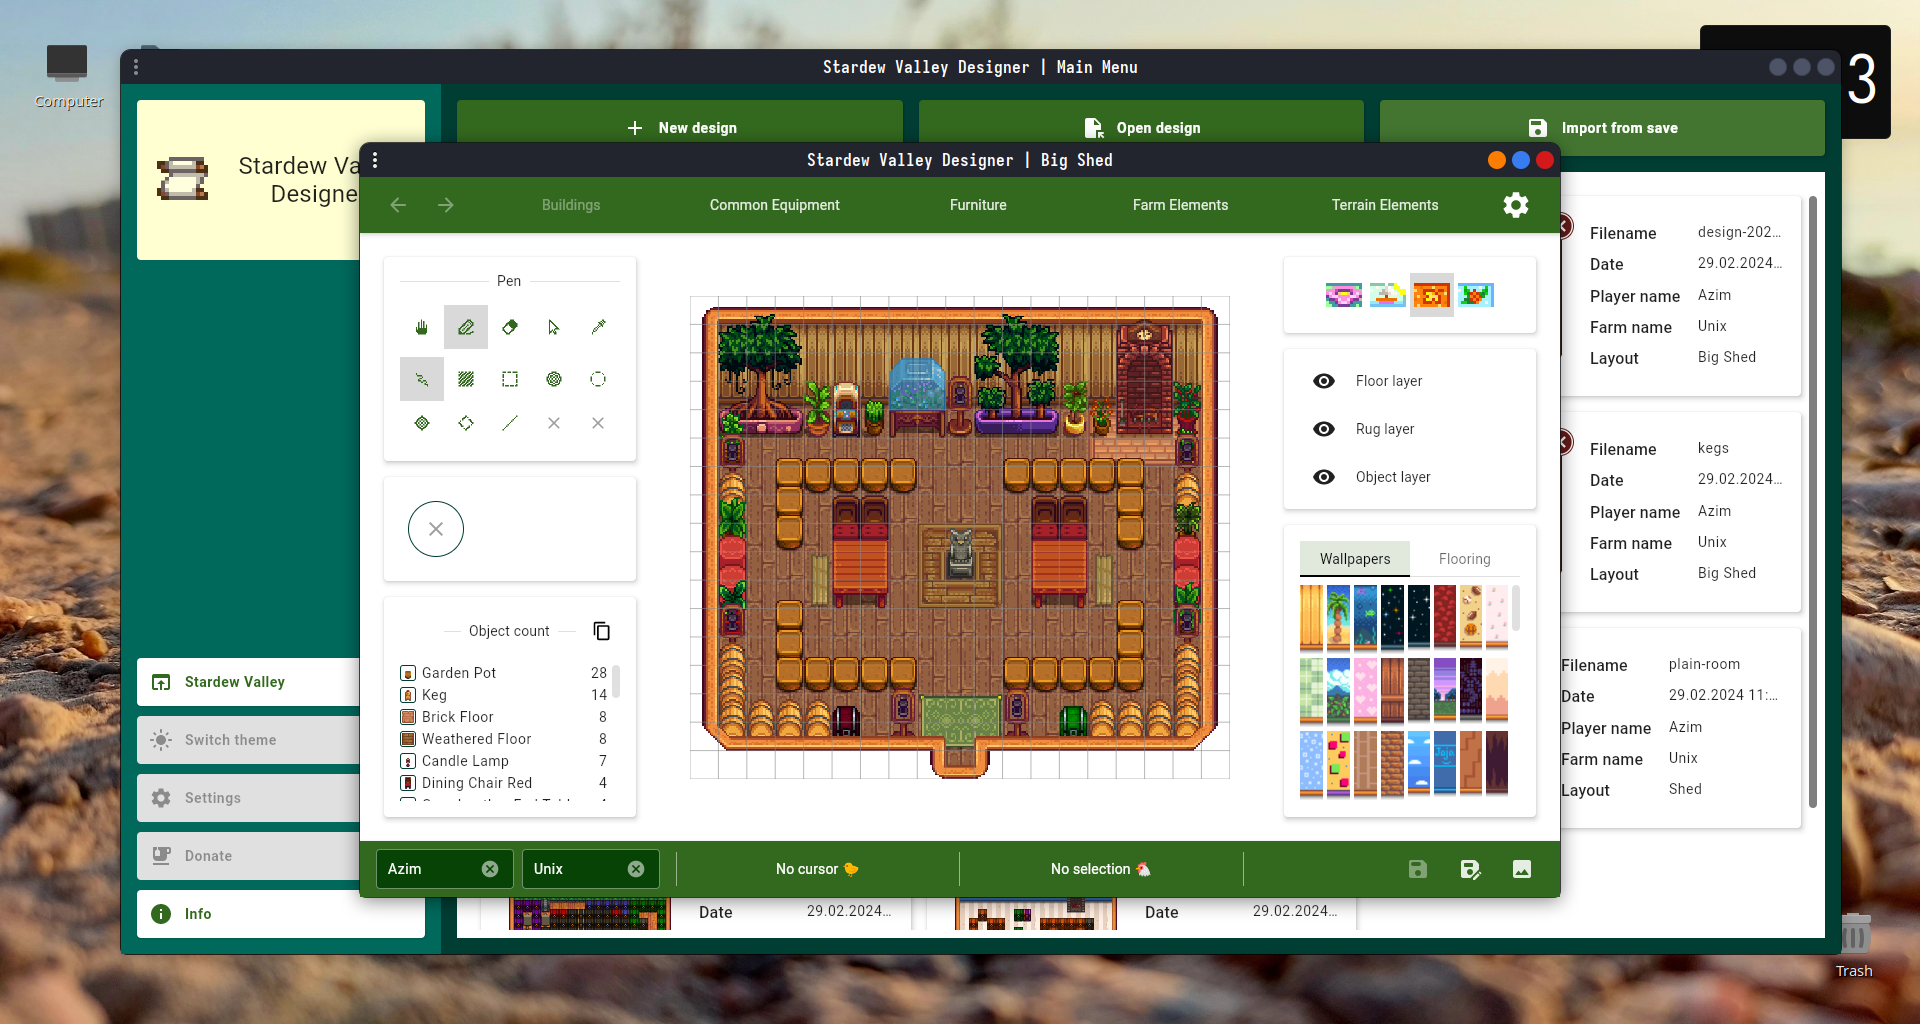 Computer
3
Stardew Valley Designer | Main Menu
Stardew Va
Designe
New design
Open design
Import from save
Stardew Valley Designer | Big Shed
Buildings
Common Equipment
Furniture
Farm Elements
Terrain Elements
Pen
Object count
Garden Pot 28
Keg 14
Brick Floor 8
Weathered Floor 8
Candle Lamp 7
Dining Chair Red 4
Floor layer
Rug layer
Object layer
Wallpapers
Flooring
Joja
Azim
Unix
No cursor 🐤
No selection 🐔
Filename design-202...
Date 29.02.2024...
Player name Azim
Farm name Unix
Layout Big Shed
Filename kegs
Date 29.02.2024...
Player name Azim
Farm name Unix
Layout Big Shed
Filename plain-room
Date 29.02.2024 11:...
Player name Azim
Farm name Unix
Layout Shed
Stardew Valley
Switch theme
Settings
Donate
Info
Date 29.02.2024...
Date 29.02.2024...
Trash